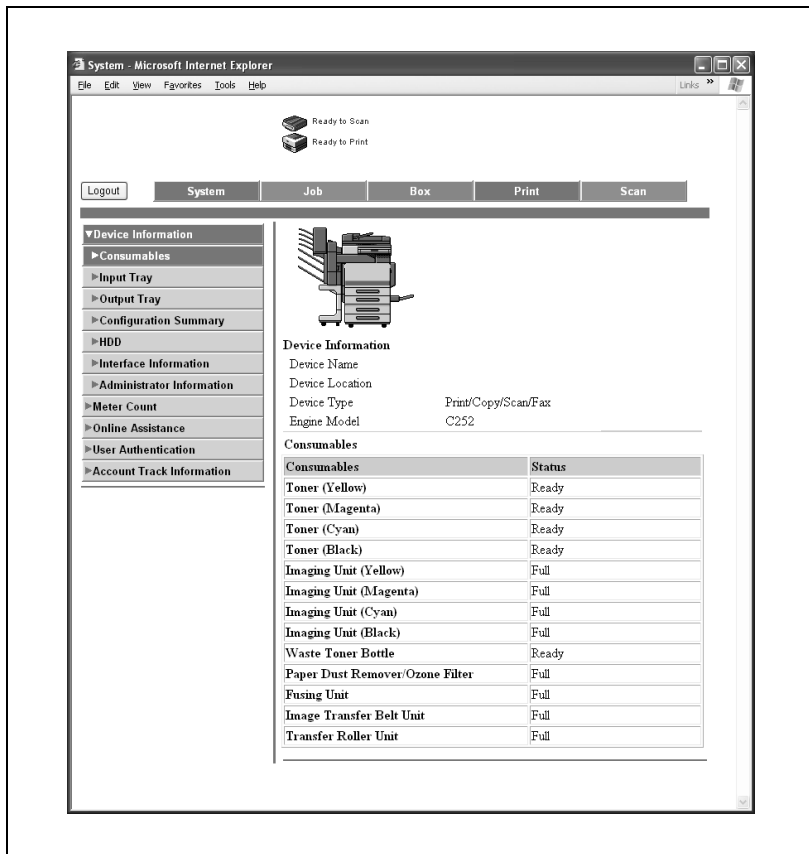 System - Microsoft Internet Explorer
File Edit View Favorites Tools Help Links »
Ready to Scan
Ready to Print
Logout System Job Box Print Scan
▼Device Information
►Consumables
►Input Tray
►Output Tray
►Configuration Summary
►HDD
►Interface Information
►Administrator Information
►Meter Count
►Online Assistance
►User Authentication
►Account Track Information
Device Information
Device Name
Device Location
Device Type Print/Copy/Scan/Fax
Engine Model C252
Consumables
Consumables Status
Toner (Yellow) Ready
Toner (Magenta) Ready
Toner (Cyan) Ready
Toner (Black) Ready
Imaging Unit (Yellow) Full
Imaging Unit (Magenta) Full
Imaging Unit (Cyan) Full
Imaging Unit (Black) Full
Waste Toner Bottle Ready
Paper Dust Remover/Ozone Filter Full
Fusing Unit Full
Image Transfer Belt Unit Full
Transfer Roller Unit Full